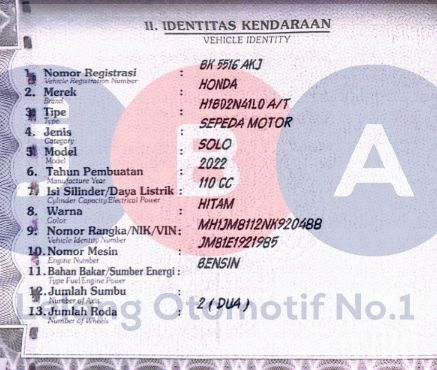 II. IDENTITAS KENDARAAN
VEHICLE IDENTITY
1. Nomor Registrasi : BK 5516 AKJ
Vehicle Registration Number
2. Merek : HONDA
Brand
3. Tipe : H1B02N41L0 A/T
Type
4. Jenis : SEPEDA MOTOR
Category
5. Model : SOLO
Model
6. Tahun Pembuatan : 2022
Manufacture Year
7. Isi Silinder/Daya Listrik : 110 CC
Cylinder Capacity/Electrical Power
8. Warna : HITAM
Color
9. Nomor Rangka/NIK/VIN : MH1JM8112NK920488
Vehicle Identity Number
10. Nomor Mesin : JM81E1921985
Engine Number
11. Bahan Bakar/Sumber Energi : BENSIN
Type Fuel/Engine Power
12. Jumlah Sumbu :
Number of Axis
13. Jumlah Roda : 2 ( DUA )
Number of Wheels
B A
Otomotif No.1